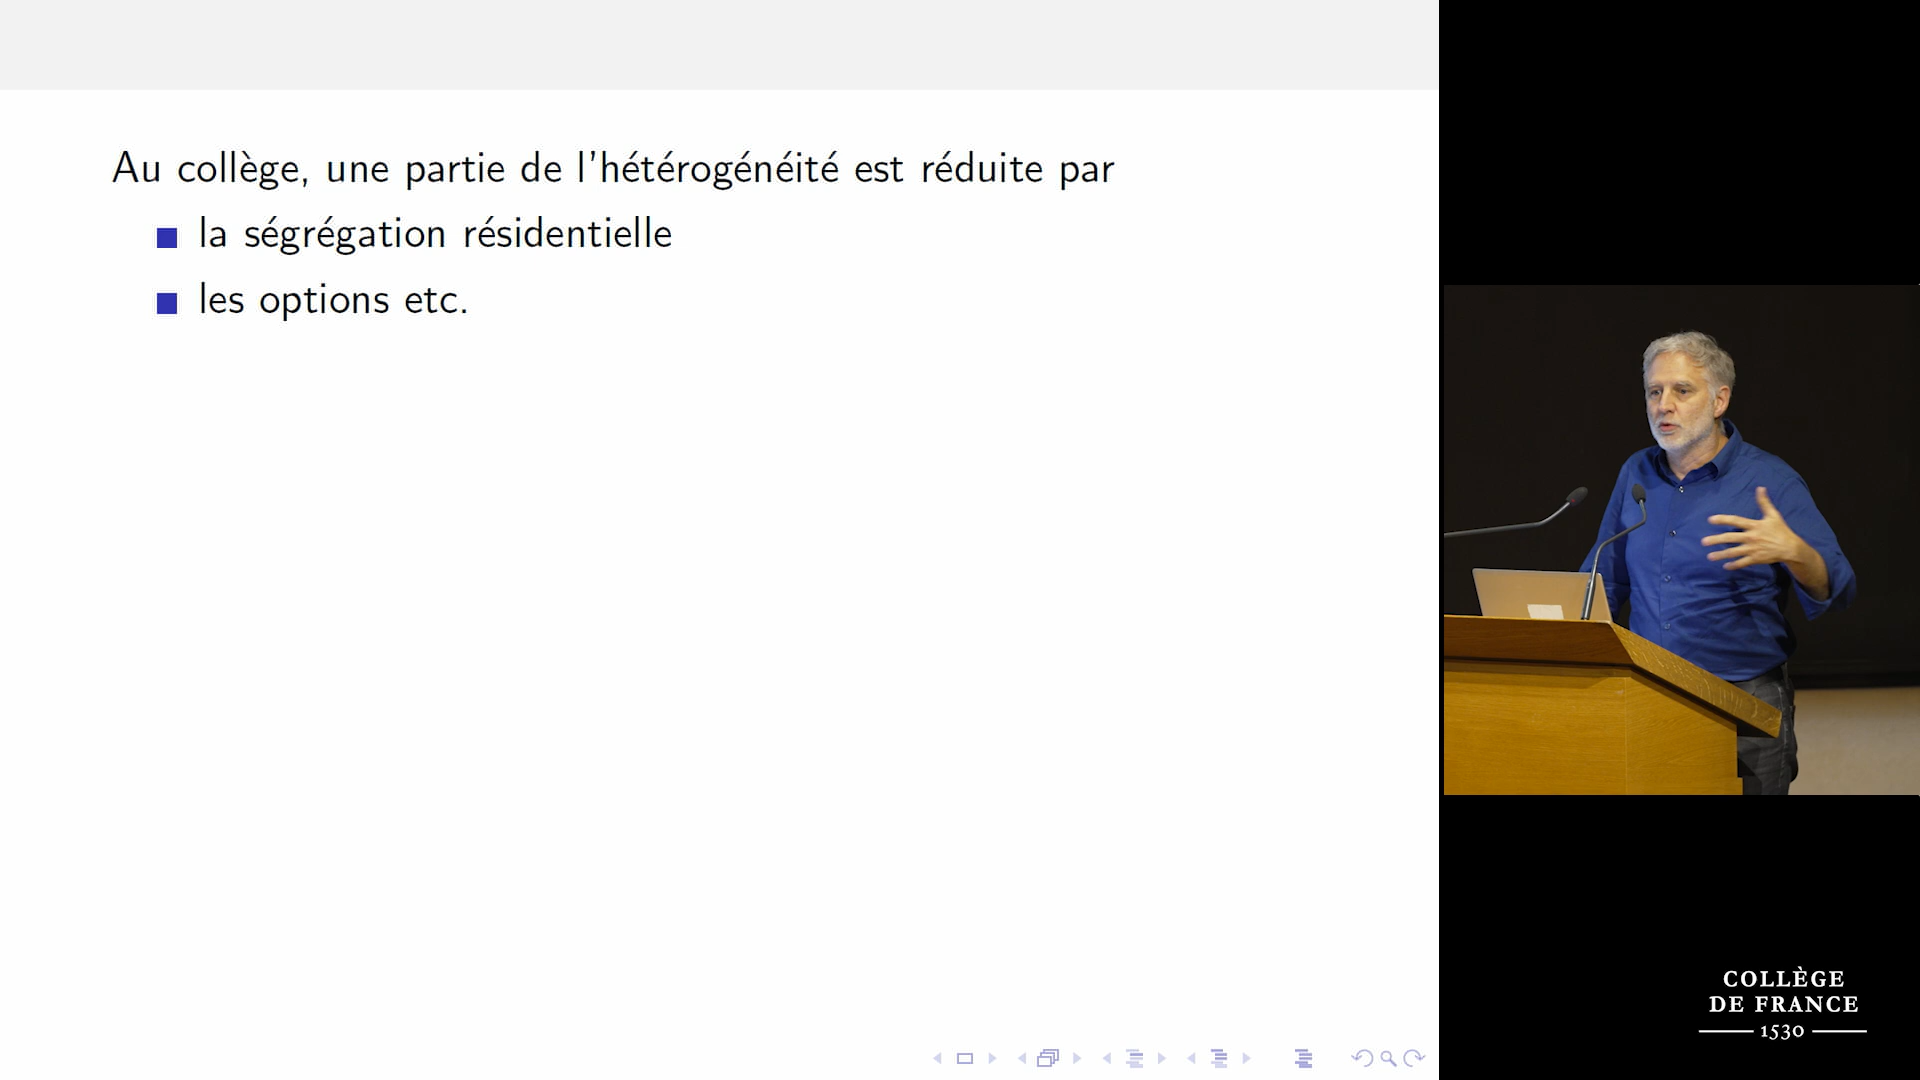 Au collège, une partie de l'hétérogénéité est réduite par
la ségrégation résidentielle
les options etc.
COLLÈGE
DE FRANCE
1530